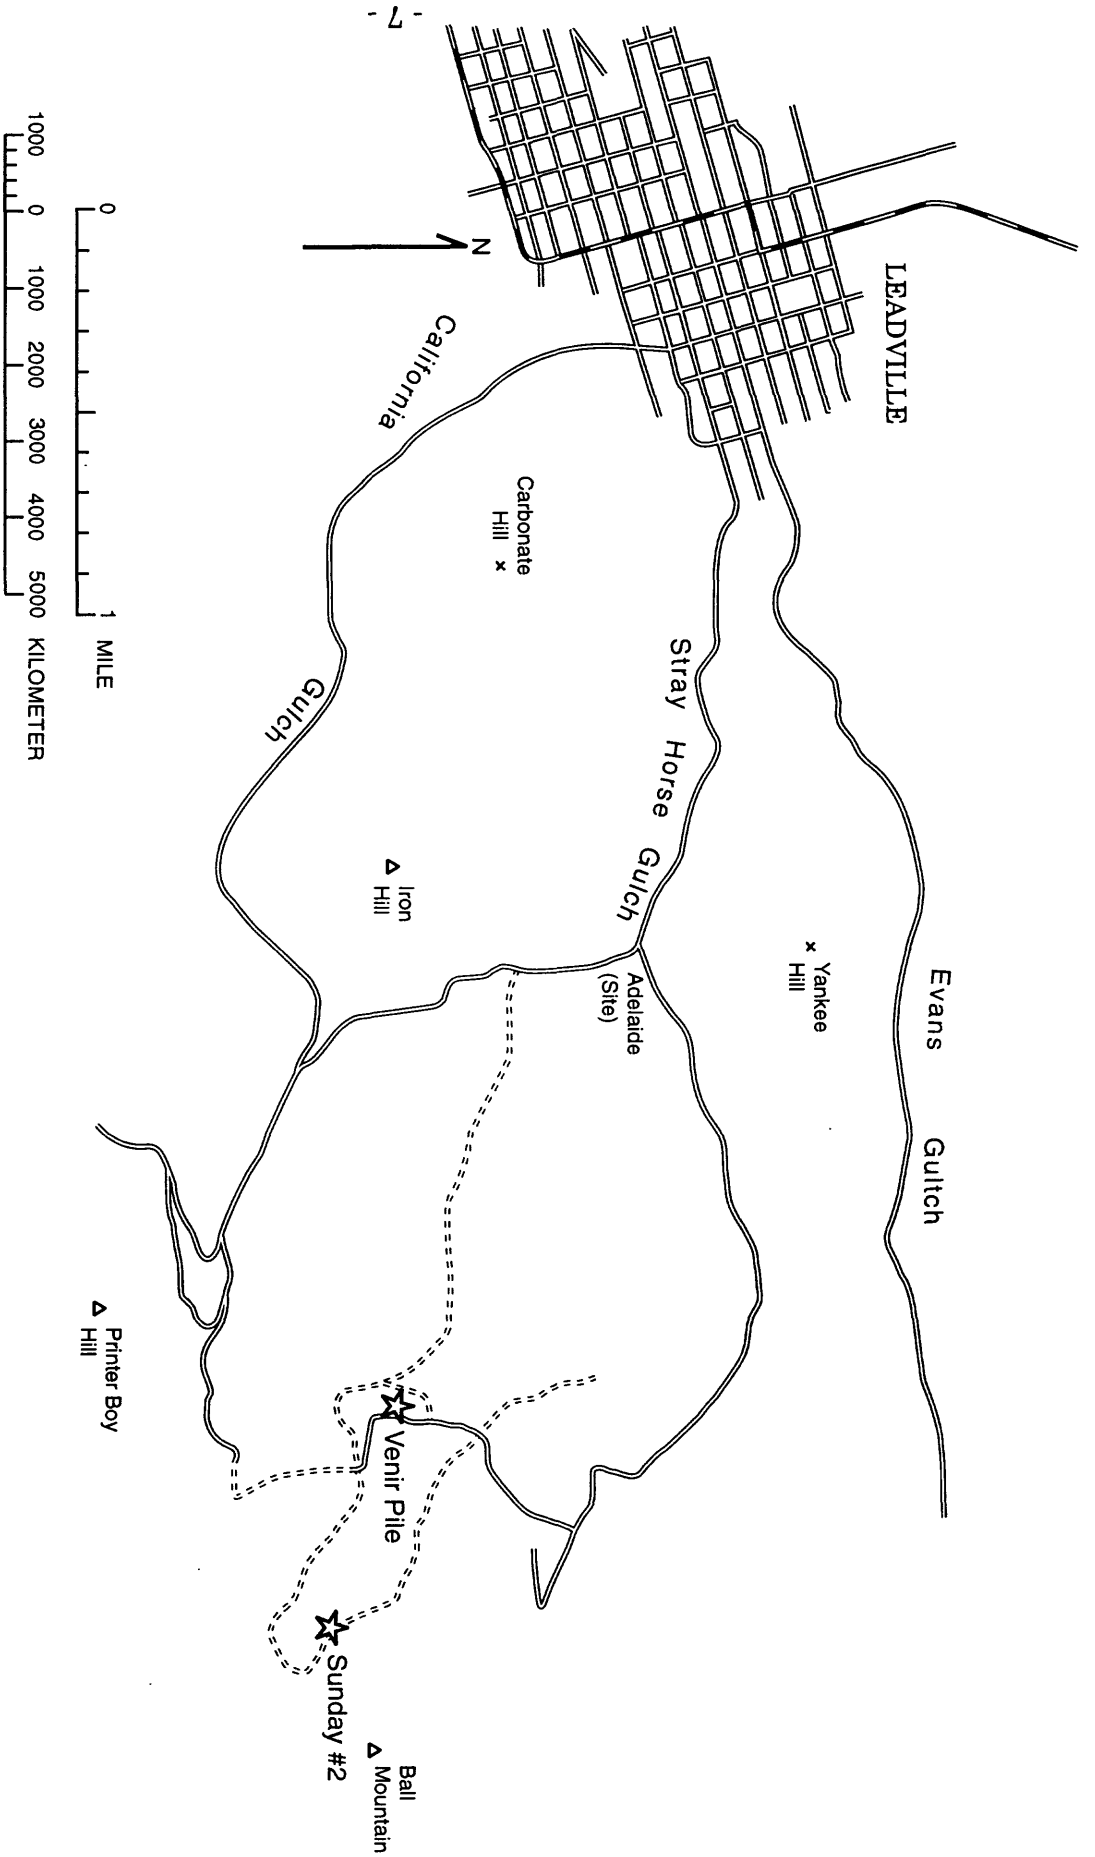 - 7 -
LEADVILLE
N
California
Gulch
Carbonate
Hill
Stray Horse Gulch
Evans Gultch
Yankee
Hill
Iron
Hill
Adelaide
(Site)
Printer Boy
Hill
Venir Pile
Sunday #2
Ball
Mountain
0 1 MILE
1000 0 1000 2000 3000 4000 5000 KILOMETER